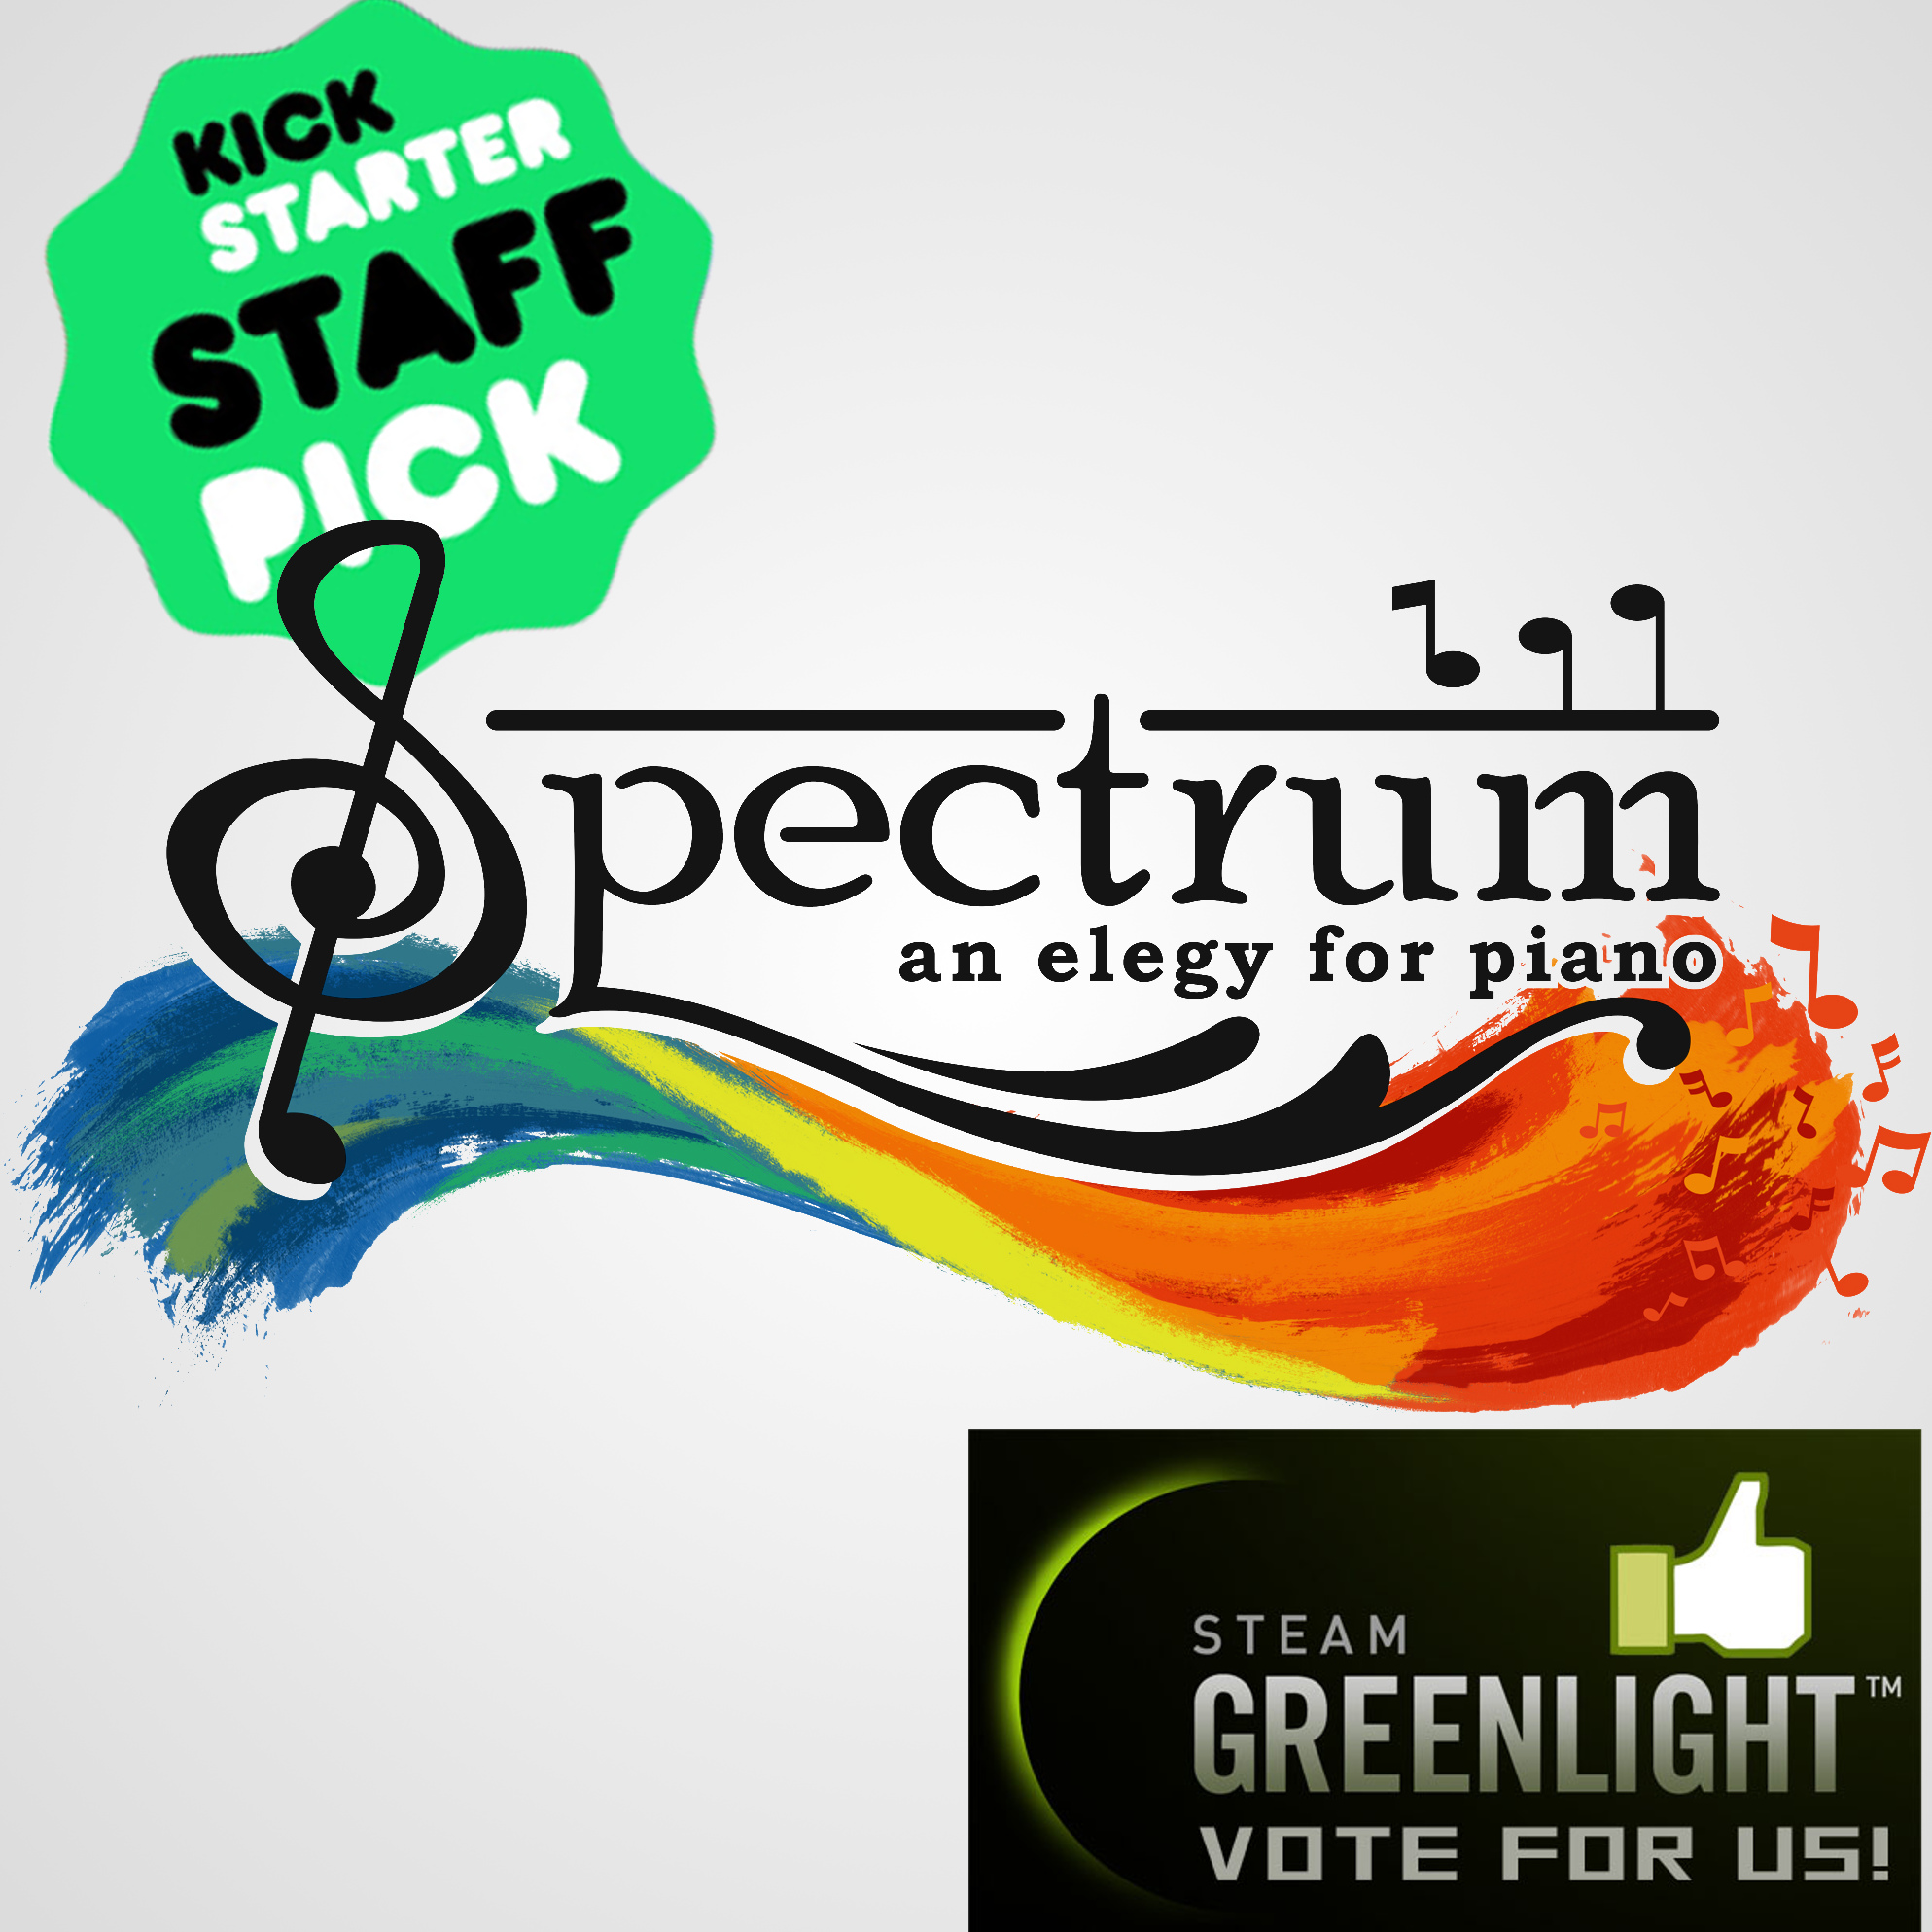 KICK
STARTER
STAFF
PICK
Spectrum
an elegy for piano
STEAM
GREENLIGHT™
VOTE FOR US!